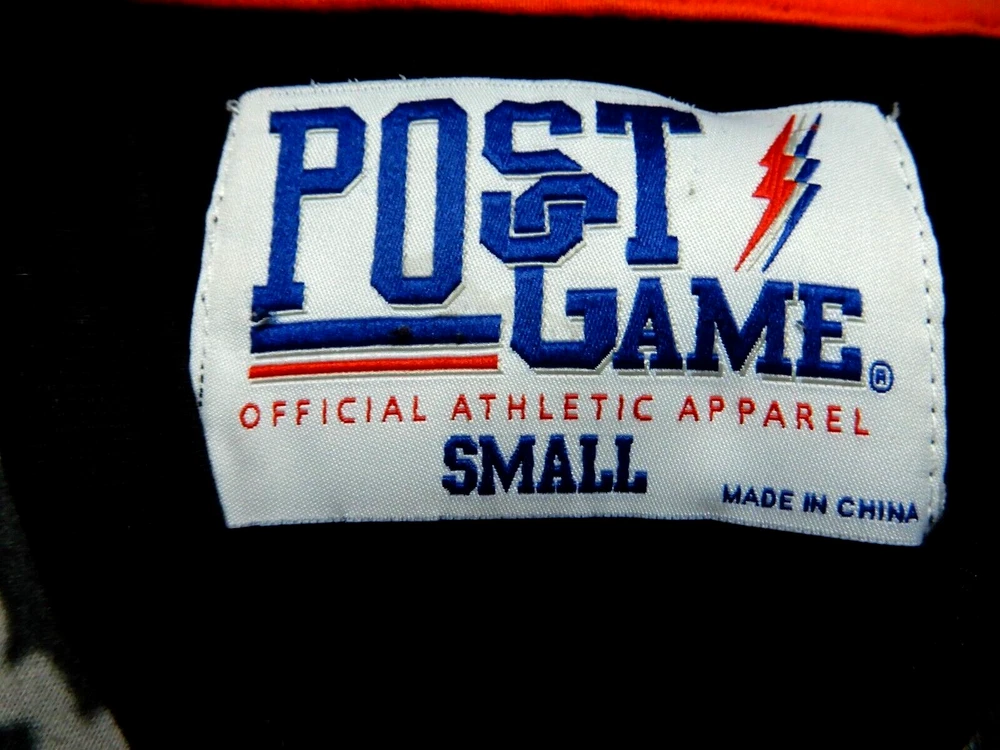 POST
GAME®
OFFICIAL ATHLETIC APPAREL
SMALL
MADE IN CHINA